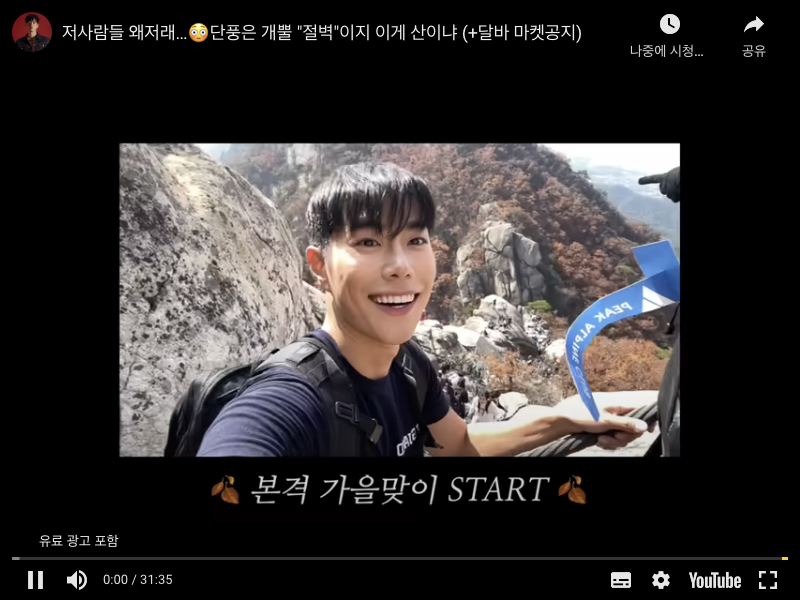 저사람들 왜저래...😳단풍은 개뿔 "절벽"이지 이게 산이냐 (+달바 마켓공지)
나중에 시청...
공유
PEAK ALPINE
🍂 본격 가을맞이 START 🍂
유료 광고 포함
0:00 / 31:35
YouTube